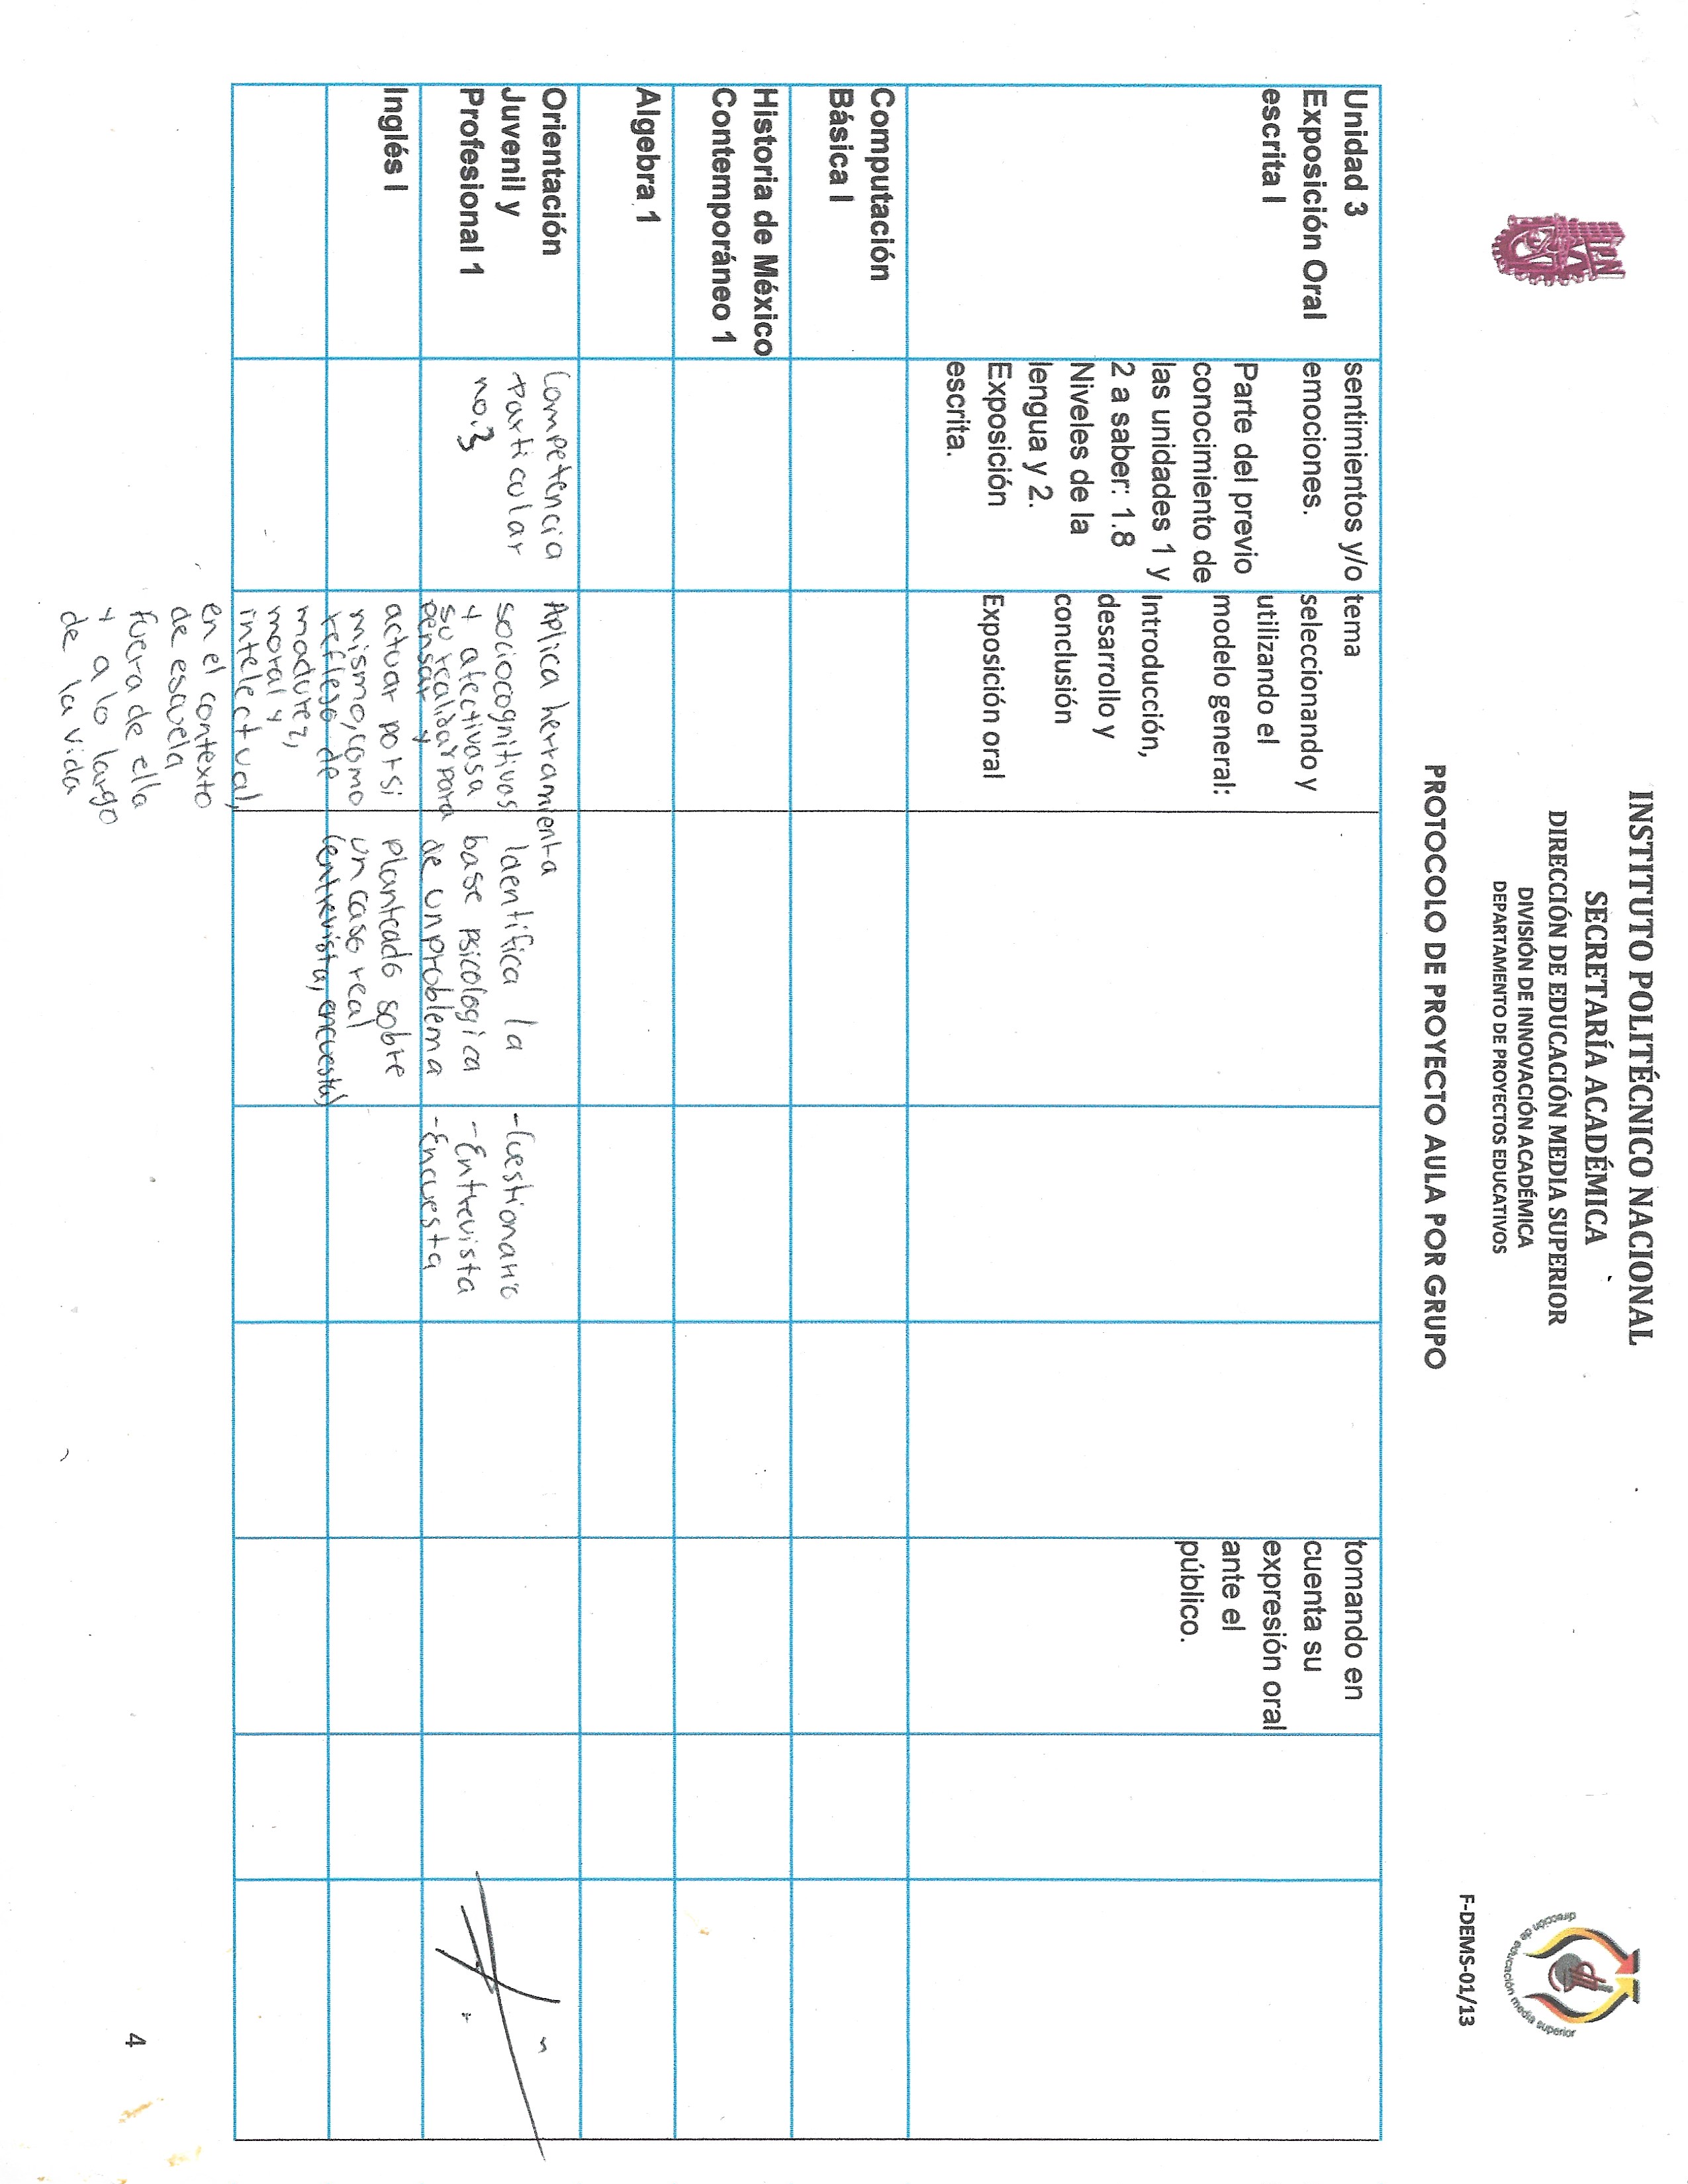 INSTITUTO POLITÉCNICO NACIONAL
SECRETARÍA ACADÉMICA
DIRECCIÓN DE EDUCACIÓN MEDIA SUPERIOR
DIVISIÓN DE INNOVACIÓN ACADÉMICA
DEPARTAMENTO DE PROYECTOS EDUCATIVOS
IPN
dirección de educación media superior
F-DEMS-01/13
PROTOCOLO DE PROYECTO AULA POR GRUPO
Unidad 3
Exposición Oral
escrita I
sentimientos y/o
emociones.
Parte del previo
conocimiento de
las unidades 1 y
2 a saber: 1.8
Niveles de la
lengua y 2.
Exposición
escrita.
tema
seleccionando y
utilizando el
modelo general:
Introducción,
desarrollo y
conclusión
Exposición oral
tomando en
cuenta su
expresión oral
ante el
público.
Computación
Básica I
Historia de México
Contemporáneo 1
Algebra 1
Orientación
Juvenil y
Profesional 1
Competencia
particular
no.3
Aplica herramienta
sociocognitivas
y afectivas a
su realidar para
pensar y
actuar por si
mismo, como
reflejo de
madurez,
moral y
intelectual,
en el contexto
de escuela
fuera de ella
y a lo largo
de la vida
Identifica la
base psicologica
de un problema
planteado sobre
un caso real
(entrevista, encuesta)
-Cuestionario
-Entrevista
-Encuesta
Inglés I
4